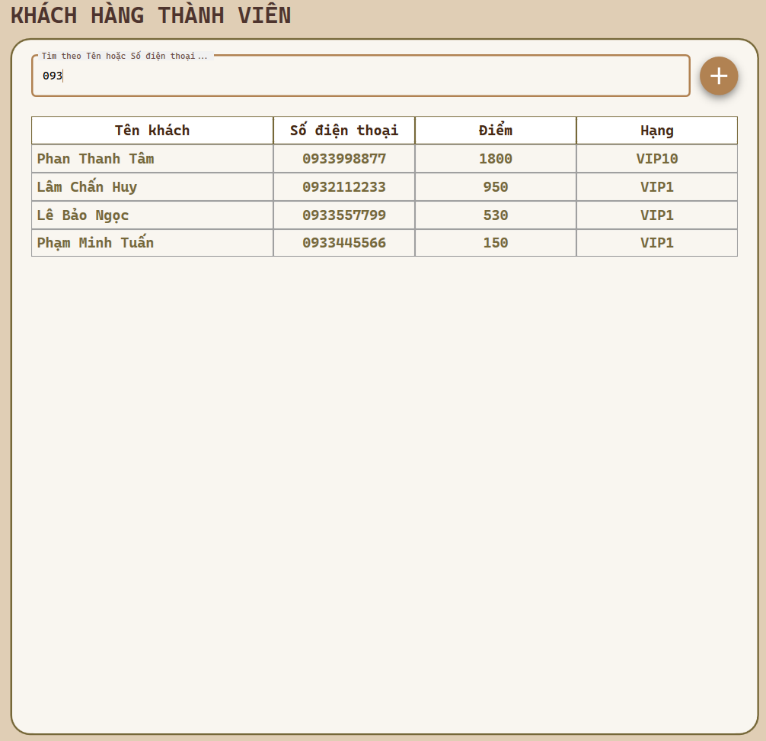 KHÁCH HÀNG THÀNH VIÊN
Tìm theo Tên hoặc Số điện thoại...
093
Tên khách Số điện thoại Điểm Hạng
Phan Thanh Tâm 0933998877 1800 VIP10
Lâm Chấn Huy 0932112233 950 VIP1
Lê Bảo Ngọc 0933557799 530 VIP1
Phạm Minh Tuấn 0933445566 150 VIP1